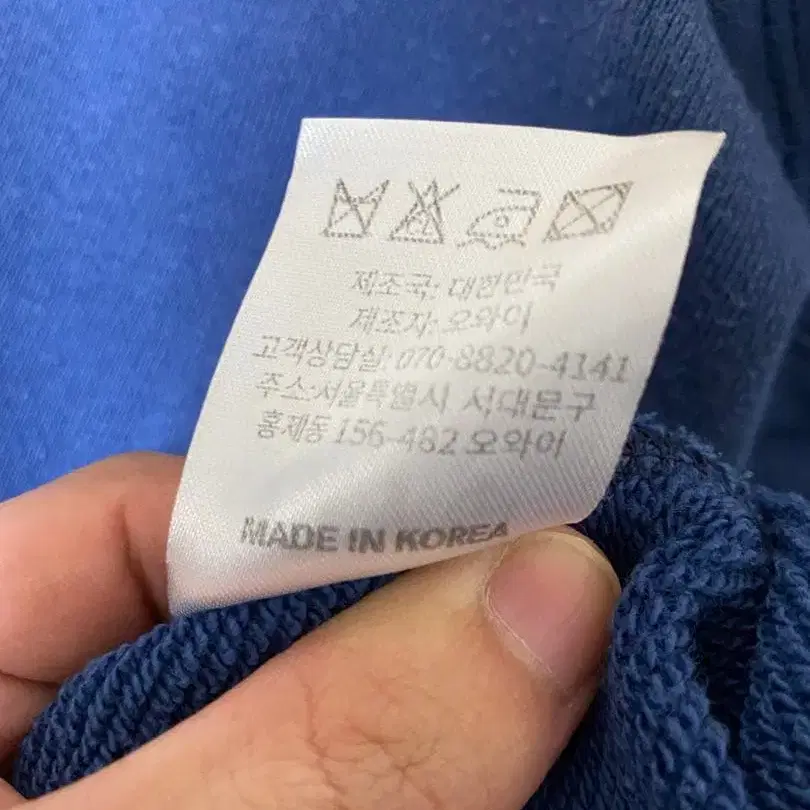 제조국: 대한민국
제조자: 오와이
고객상담실: 070-8820-4141
주소:서울특별시 서대문구
홍제동 156-482 오와이
MADE IN KOREA